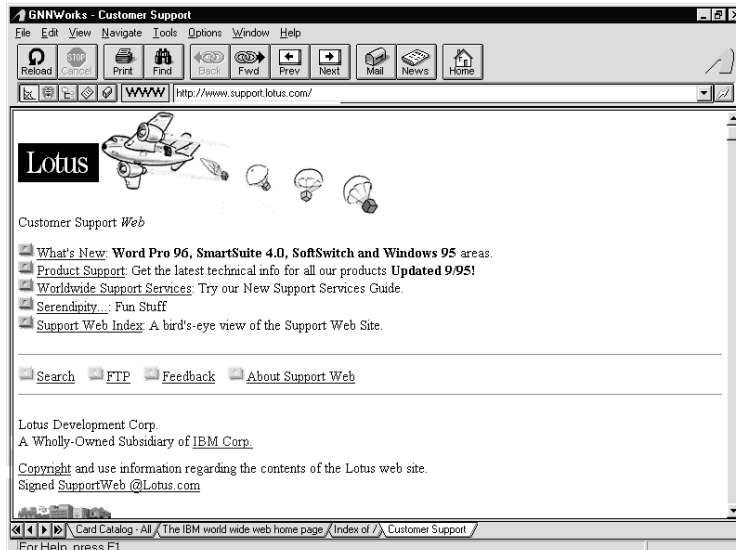 GNNWorks - Customer Support
File Edit View Navigate Tools Options Window Help
Reload Cancel Print Find Back Fwd Prev Next Mail News Home
WWW http://www.support.lotus.com/
Lotus
Customer Support Web
What's New: Word Pro 96, SmartSuite 4.0, SoftSwitch and Windows 95 areas.
Product Support: Get the latest technical info for all our products Updated 9/95!
Worldwide Support Services: Try our New Support Services Guide.
Serendipity...: Fun Stuff
Support Web Index: A bird's-eye view of the Support Web Site.
Search FTP Feedback About Support Web
Lotus Development Corp.
A Wholly-Owned Subsidiary of IBM Corp.
Copyright and use information regarding the contents of the Lotus web site.
Signed SupportWeb @Lotus.com
Card Catalog - All The IBM world wide web home page Index of / Customer Support
For Help, press F1